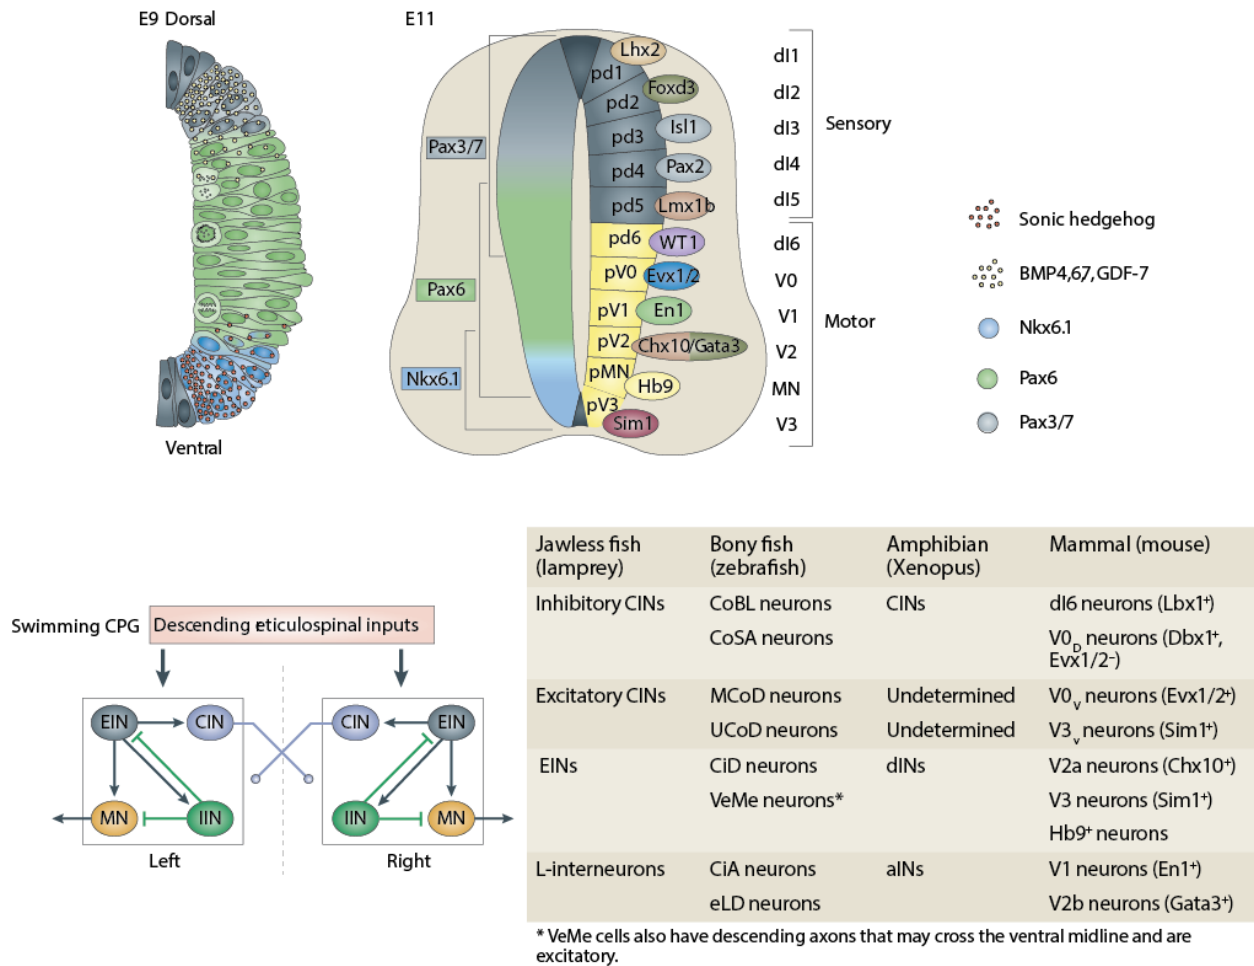 E9 Dorsal
E11
Lhx2
pd1
Foxd3
pd2
Isl1
pd3
Pax2
pd4
Lmx1b
pd5
WT1
pd6
Evx1/2
pV0
En1
pV1
Chx10/Gata3
pV2
pMN
Hb9
pV3
Sim1
Pax3/7
Pax6
Nkx6.1
dI1
dI2
dI3
dI4
dI5
dI6
V0
V1
V2
MN
V3
Sensory
Motor
Sonic hedgehog
BMP4,67,GDF-7
Nkx6.1
Pax6
Pax3/7
Ventral
Swimming CPG
Descending eticulospinal inputs
EIN
CIN
CIN
EIN
MN
IIN
IIN
MN
Left
Right
Jawless fish Bony fish Amphibian Mammal (mouse)
(lamprey) (zebrafish) (Xenopus)
Inhibitory CINs CoBL neurons CINs dI6 neurons (Lbx1⁺)
CoSA neurons V0D neurons (Dbx1⁺,
Evx1/2⁻)
Excitatory CINs MCoD neurons Undetermined V0v neurons (Evx1/2⁺)
UCoD neurons Undetermined V3v neurons (Sim1⁺)
EINs CiD neurons dINs V2a neurons (Chx10⁺)
VeMe neurons* V3 neurons (Sim1⁺)
Hb9⁺ neurons
L-interneurons CiA neurons aINs V1 neurons (En1⁺)
eLD neurons V2b neurons (Gata3⁺)
* VeMe cells also have descending axons that may cross the ventral midline and are
excitatory.